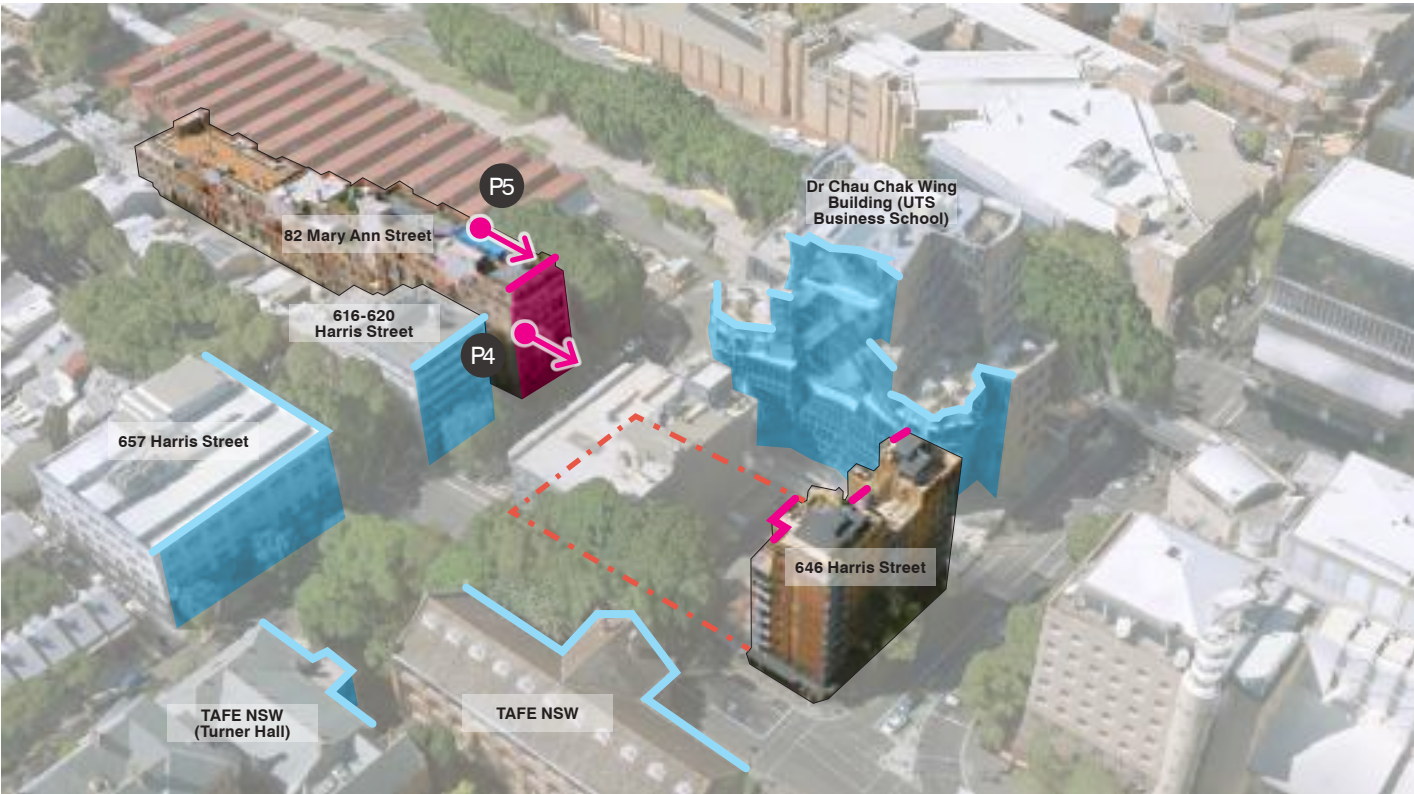 P5
Dr Chau Chak Wing
Building (UTS
Business School)
82 Mary Ann Street
616-620
Harris Street
P4
657 Harris Street
646 Harris Street
TAFE NSW
(Turner Hall)
TAFE NSW